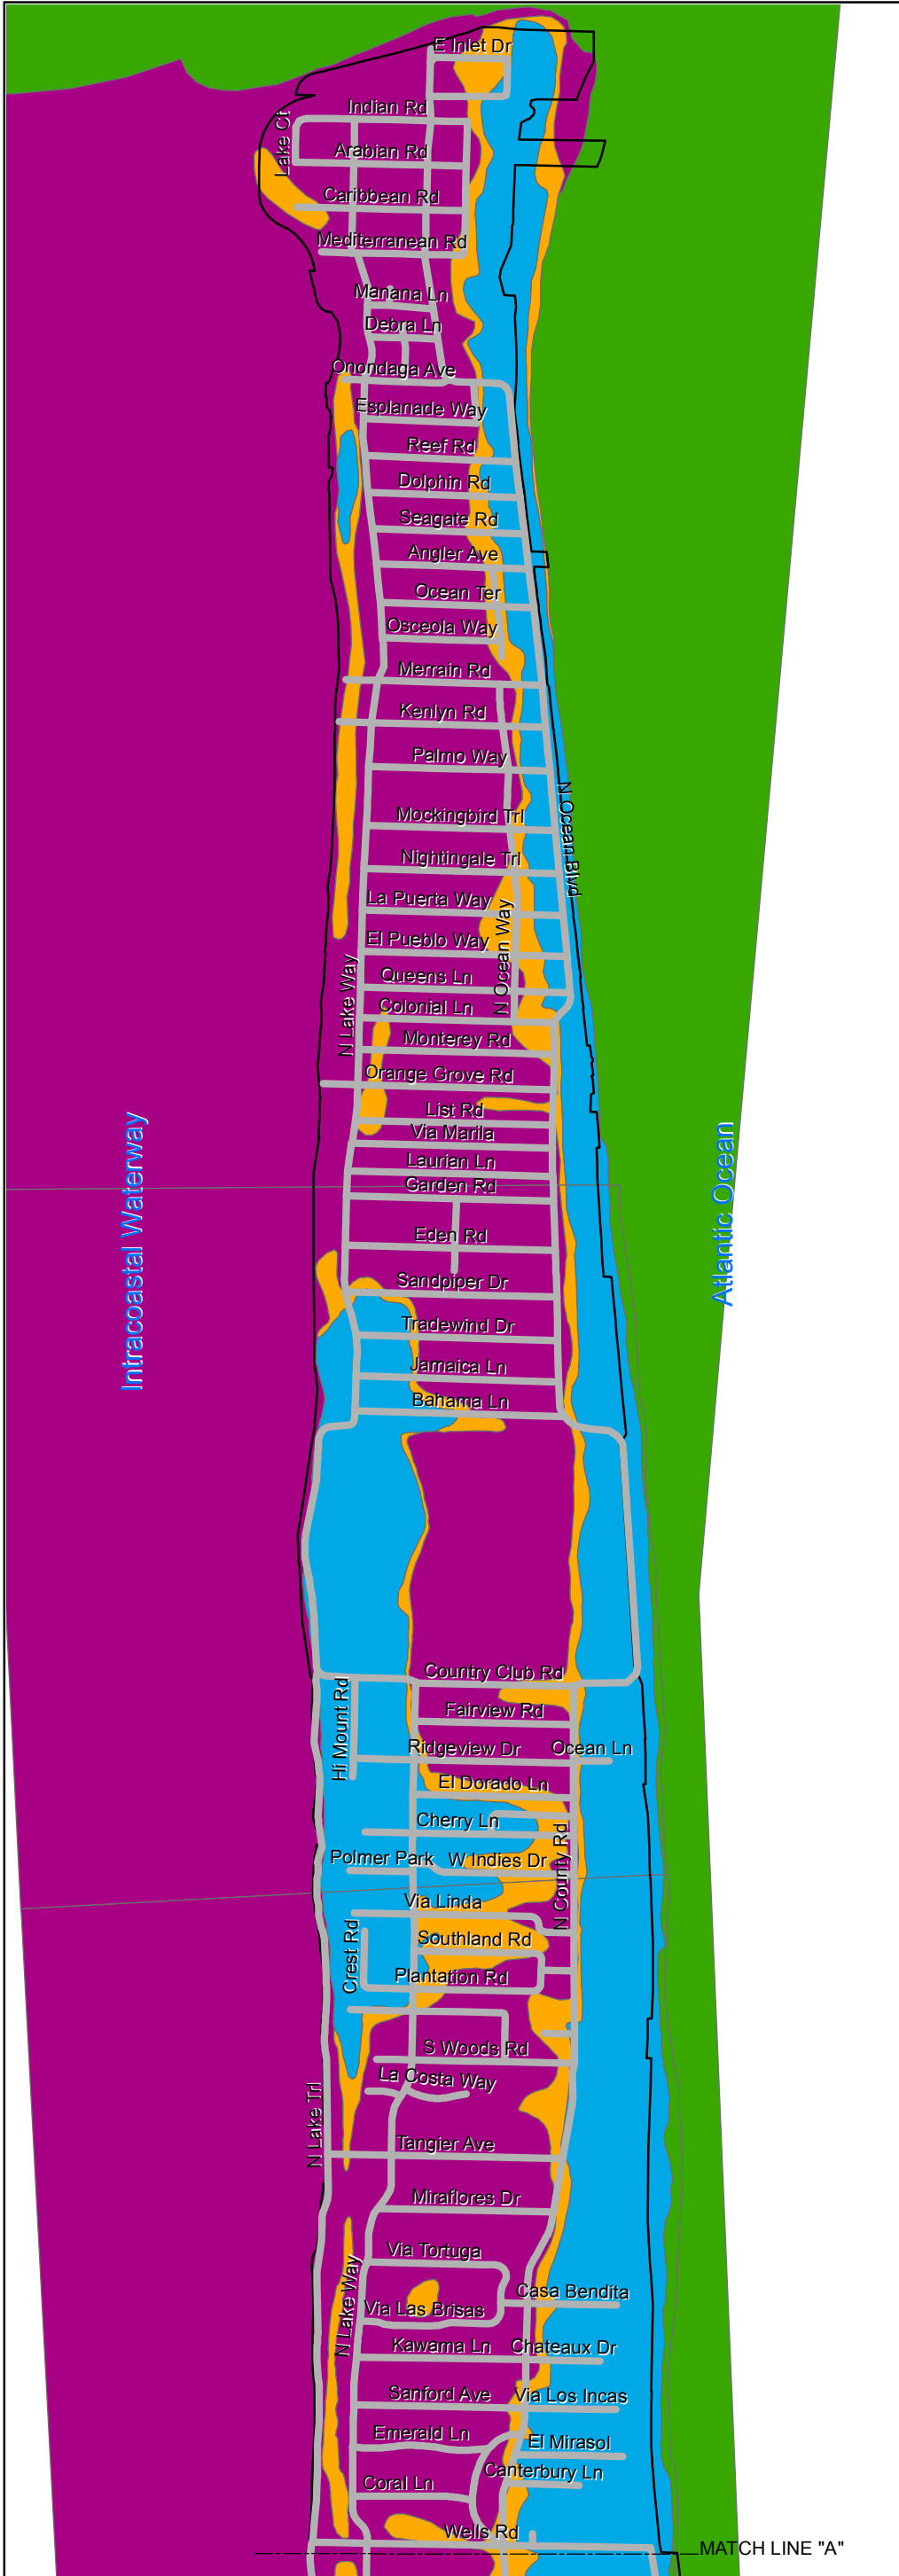 E Inlet Dr
Indian Rd
Lake Ct
Arabian Rd
Caribbean Rd
Mediterranean Rd
Manana Ln
Debra Ln
Onondaga Ave
Esplanade Way
Reef Rd
Dolphin Rd
Seagate Rd
Angler Ave
Ocean Ter
Osceola Way
Merrain Rd
Kenlyn Rd
Palmo Way
N Ocean Blvd
Mockingbird Trl
Nightingale Trl
La Puerta Way
N Ocean Way
El Pueblo Way
N Lake Way
Queens Ln
Colonial Ln
Monterey Rd
Orange Grove Rd
List Rd
Via Marila
Intracoastal Waterway
Atlantic Ocean
Laurian Ln
Garden Rd
Eden Rd
Sandpiper Dr
Tradewind Dr
Jamaica Ln
Bahama Ln
Country Club Rd
Hi Mount Rd
Fairview Rd
Ridgeview Dr
Ocean Ln
El Dorado Ln
Cherry Ln
N County Rd
Polmer Park
W Indies Dr
Via Linda
Crest Rd
Southland Rd
Plantation Rd
S Woods Rd
La Costa Way
N Lake Trl
Tangier Ave
Miraflores Dr
Via Tortuga
N Lake Way
Casa Bendita
Via Las Brisas
Kawama Ln
Chateaux Dr
Sanford Ave
Via Los Incas
Emerald Ln
El Mirasol
Canterbury Ln
Coral Ln
Wells Rd
MATCH LINE "A"